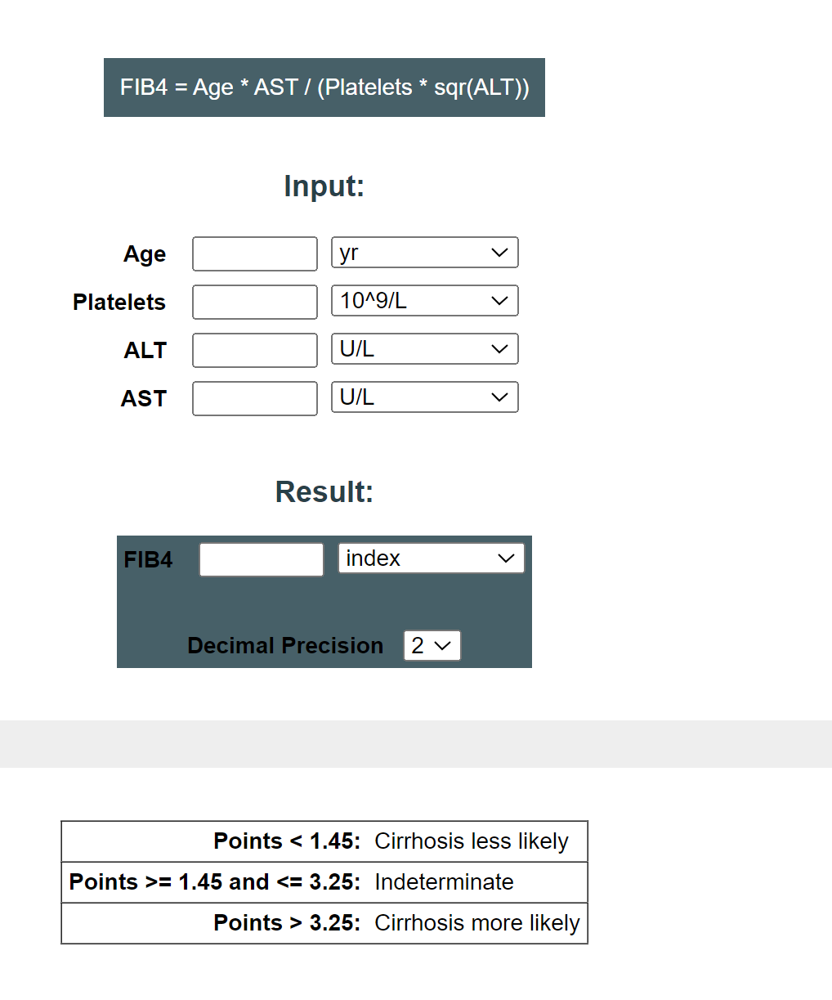 FIB4 = Age * AST / (Platelets * sqr(ALT))
Input:
Age yr
Platelets 10^9/L
ALT U/L
AST U/L
Result:
FIB4 index
Decimal Precision 2
Points < 1.45: Cirrhosis less likely
Points >= 1.45 and <= 3.25: Indeterminate
Points > 3.25: Cirrhosis more likely